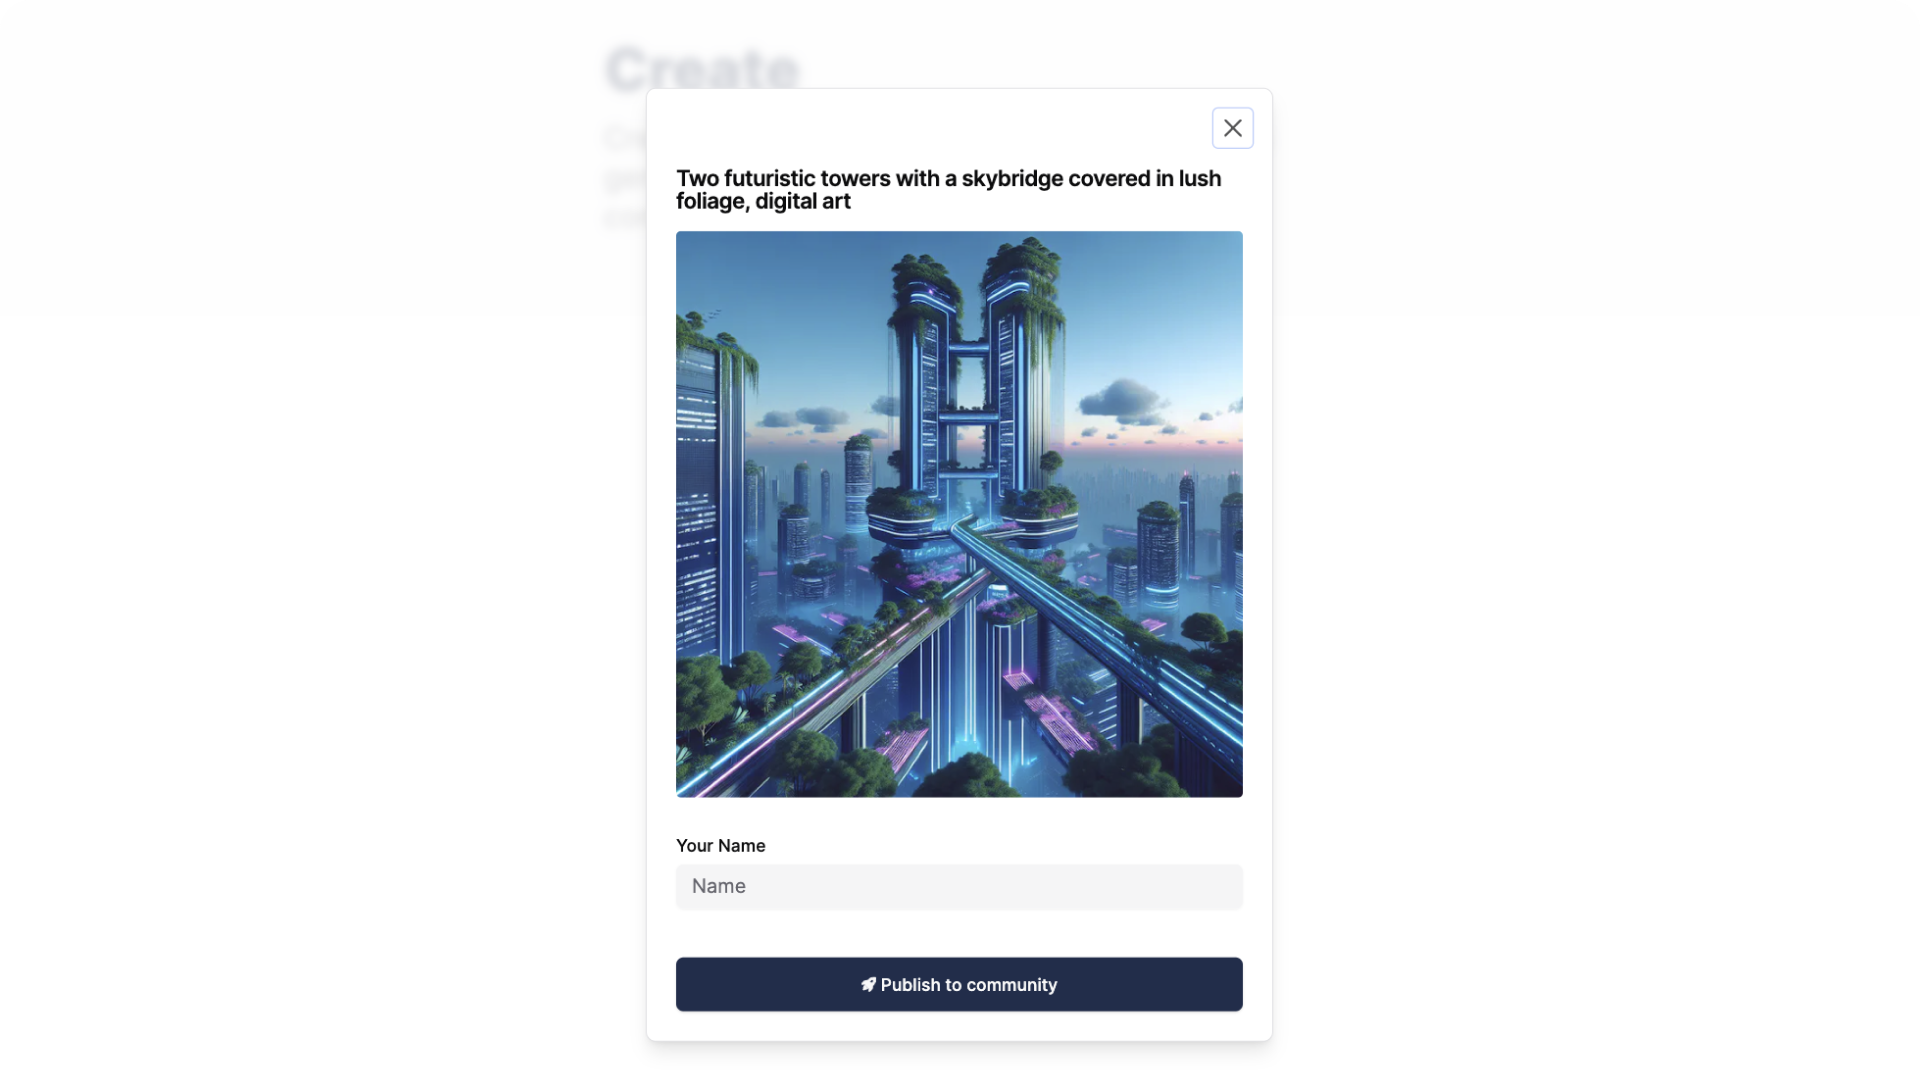 Create
Two futuristic towers with a skybridge covered in lush
foliage, digital art
Your Name
Name
Publish to community